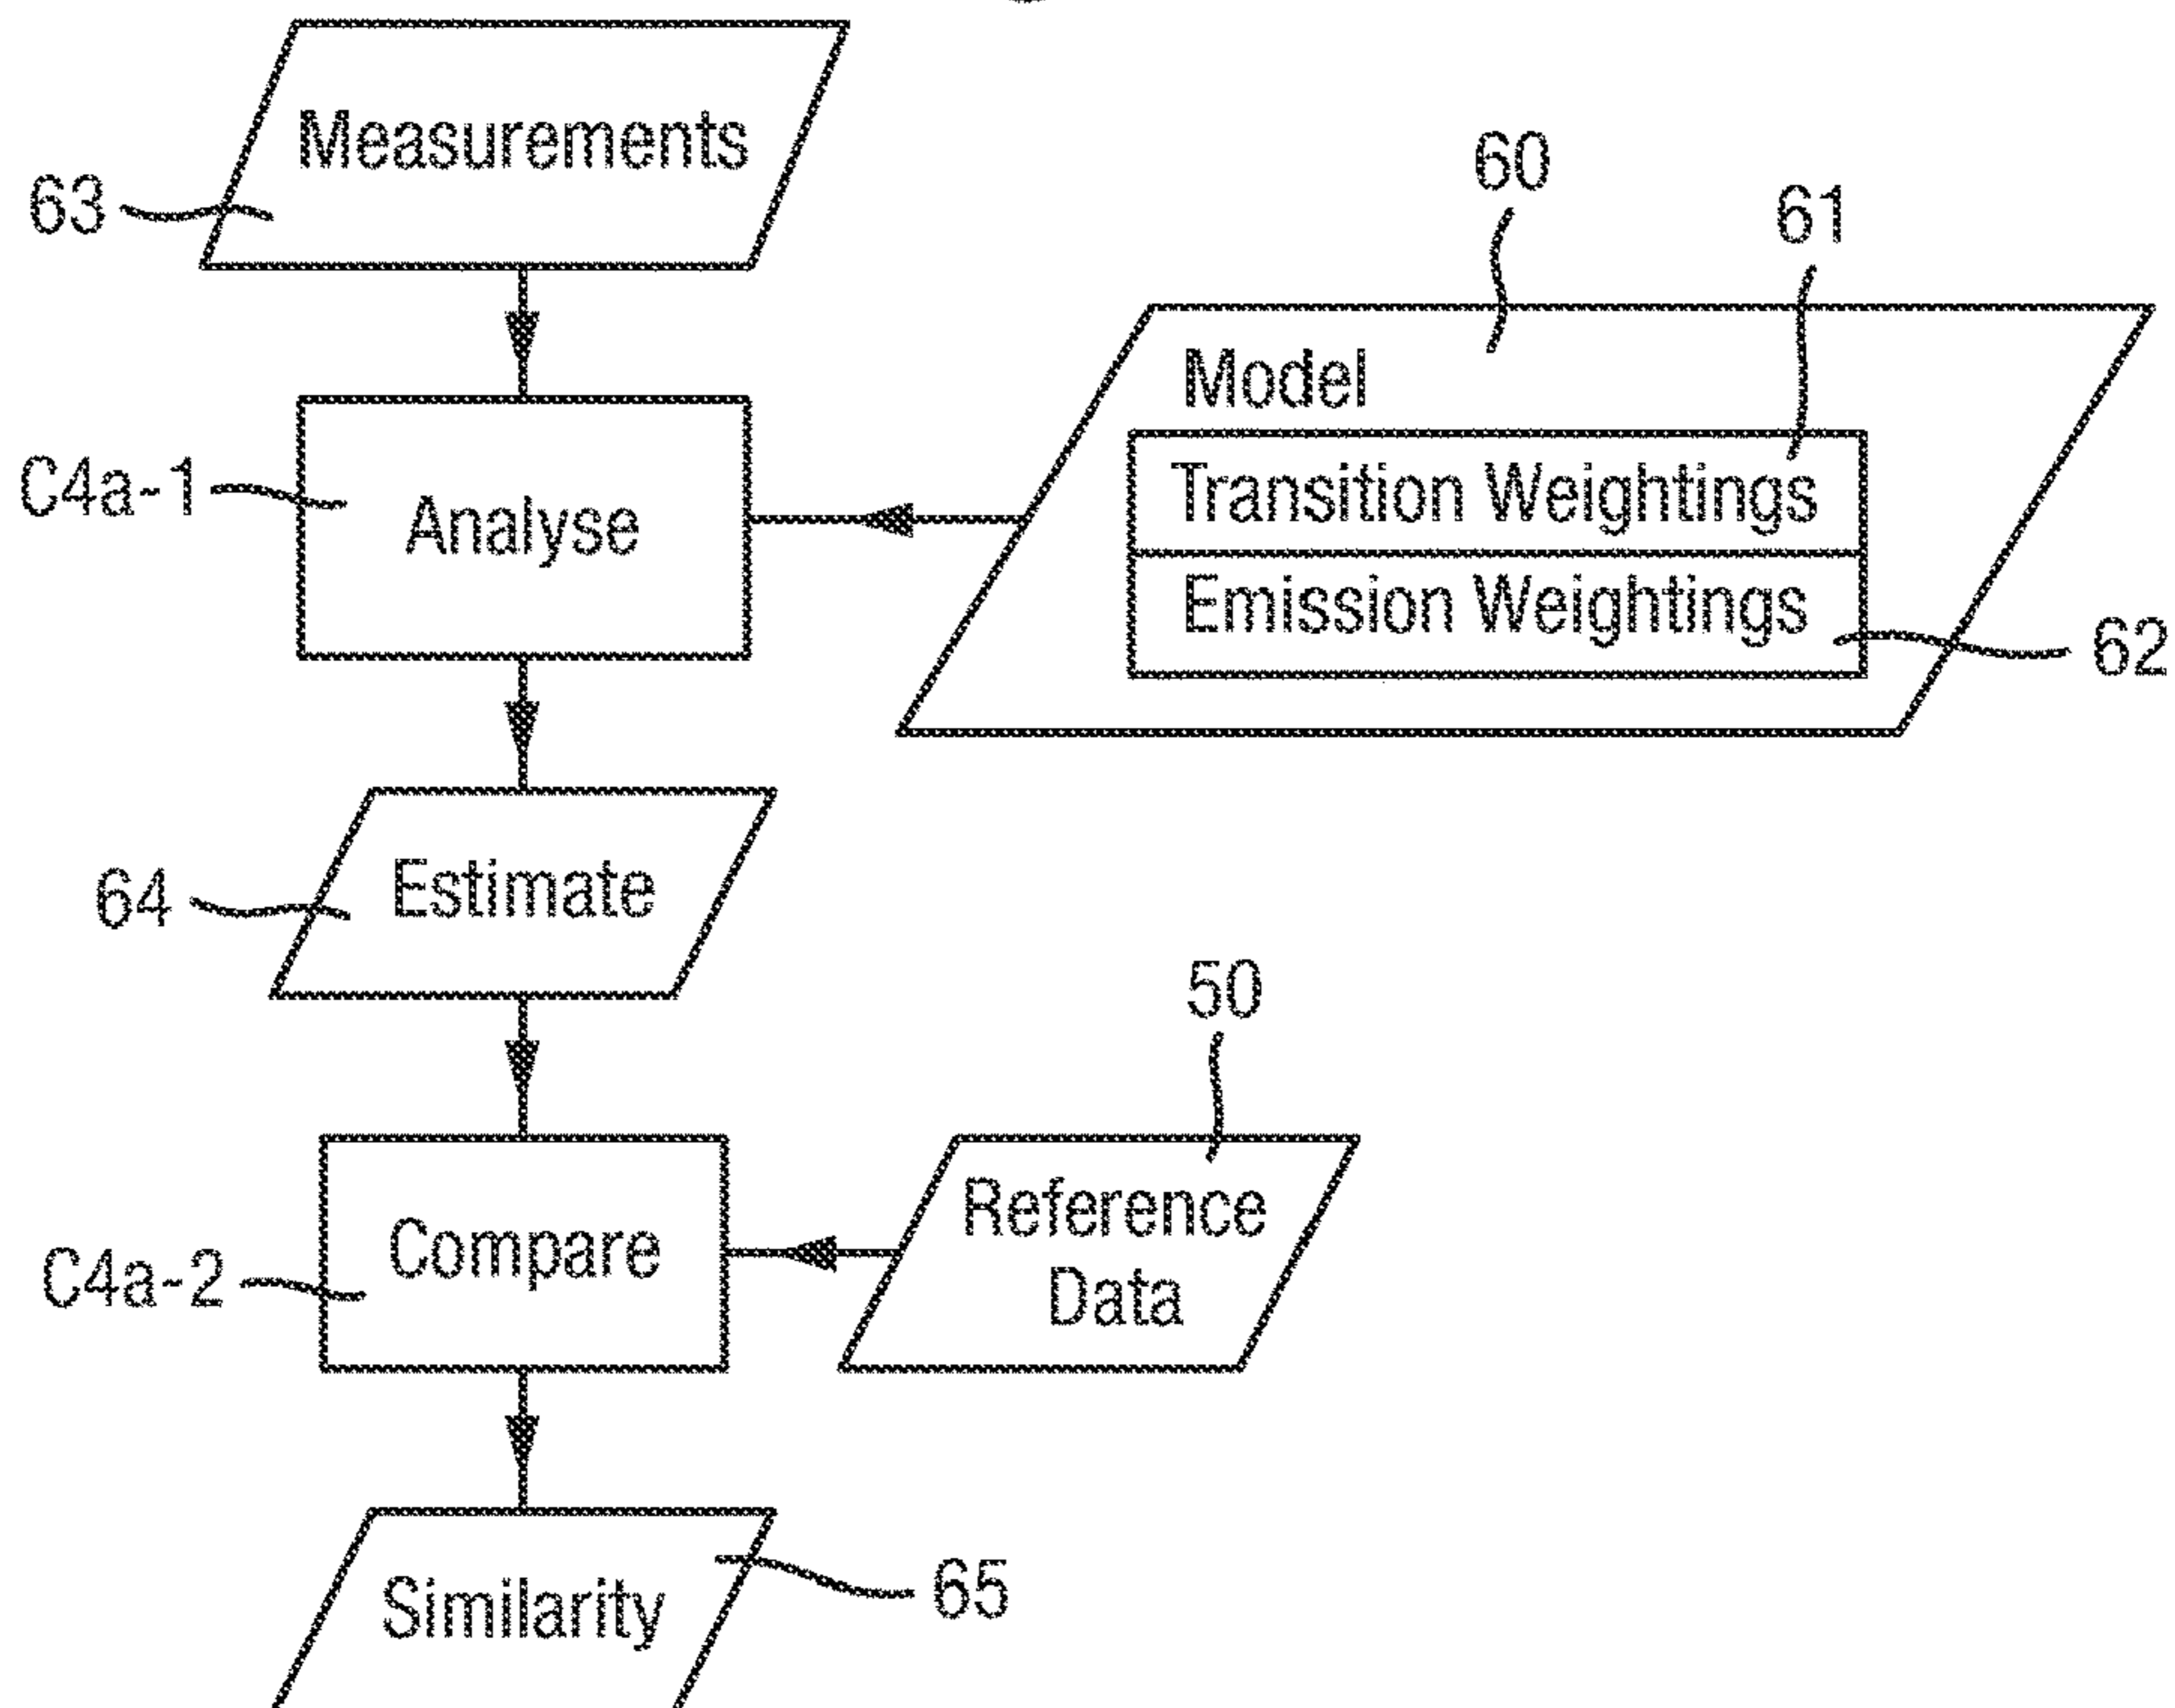 Measurements
63
60
61
Model
C4a-1
Analyse
Transition Weightings
Emission Weightings
62
64
Estimate
50
Reference
Data
C4a-2
Compare
65
Similarity